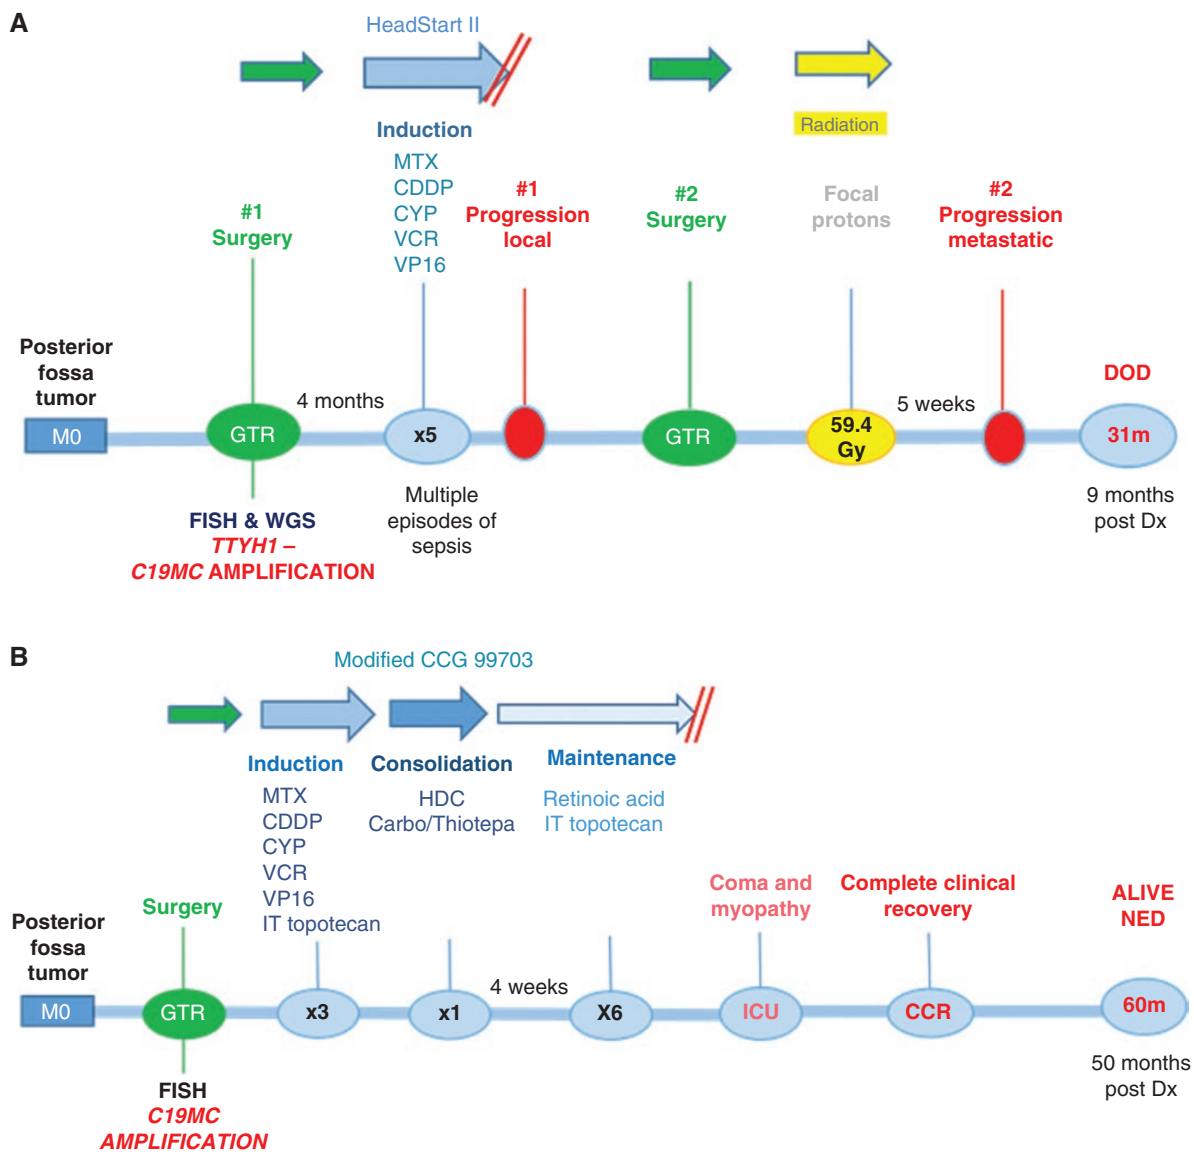 A
HeadStart II
Radiation
Induction
MTX
CDDP
CYP
VCR
VP16
#1
Surgery
#1
Progression
local
#2
Surgery
Focal
protons
#2
Progression
metastatic
Posterior
fossa
tumor
M0
GTR
4 months
x5
GTR
59.4
Gy
5 weeks
DOD
31m
9 months
post Dx
Multiple
episodes of
sepsis
FISH & WGS
TTYH1 –
C19MC AMPLIFICATION
B
Modified CCG 99703
Induction
MTX
CDDP
CYP
VCR
VP16
IT topotecan
Consolidation
HDC
Carbo/Thiotepa
Maintenance
Retinoic acid
IT topotecan
Posterior
fossa
tumor
M0
Surgery
GTR
x3
x1
4 weeks
X6
Coma and
myopathy
ICU
Complete clinical
recovery
CCR
ALIVE
NED
60m
50 months
post Dx
FISH
C19MC
AMPLIFICATION